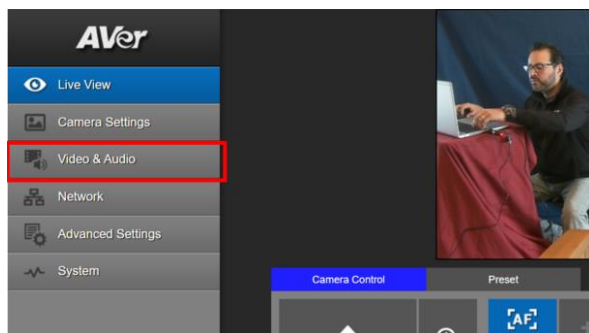 AVer
Live View
Camera Settings
Video & Audio
Network
Advanced Settings
System
Camera Control
Preset
AF